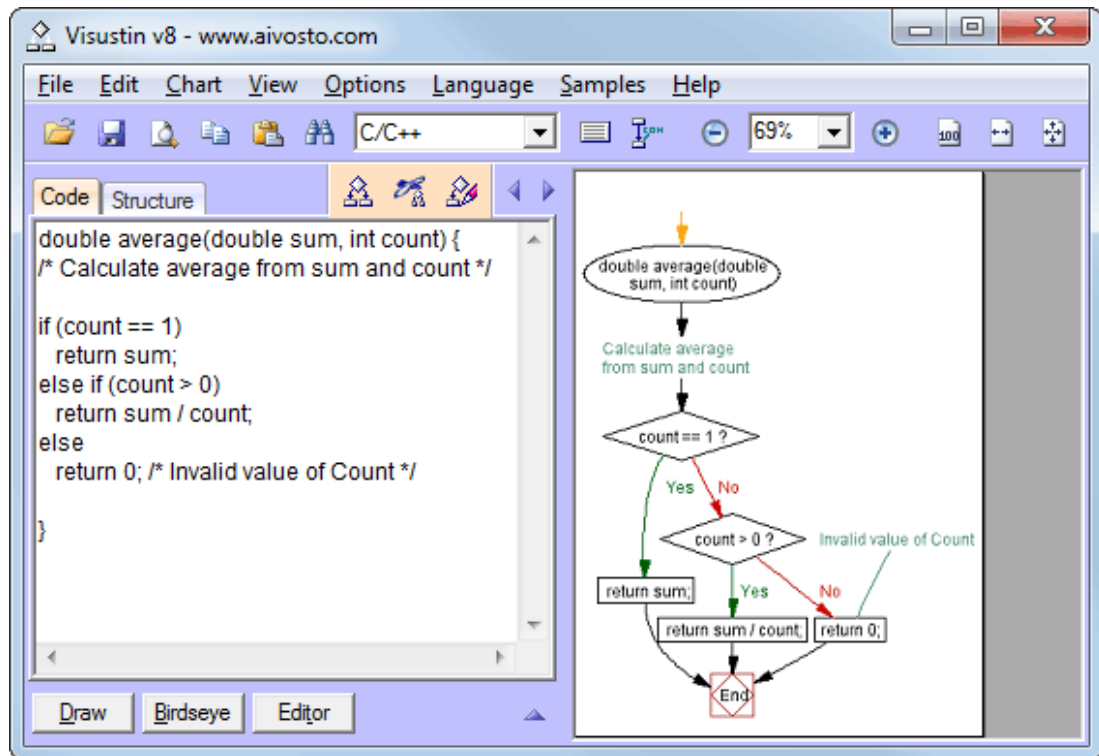 Visustin v8 - www.aivosto.com
File Edit Chart View Options Language Samples Help
C/C++ 69% 100
Code Structure
double average(double sum, int count) {
/* Calculate average from sum and count */
if (count == 1)
return sum;
else if (count > 0)
return sum / count;
else
return 0; /* Invalid value of Count */
}
Draw Birdseye Editor
double average(double
sum, int count)
Calculate average
from sum and count
count == 1 ?
Yes No
count > 0 ? Invalid value of Count
return sum; Yes No
return sum / count; return 0;
End